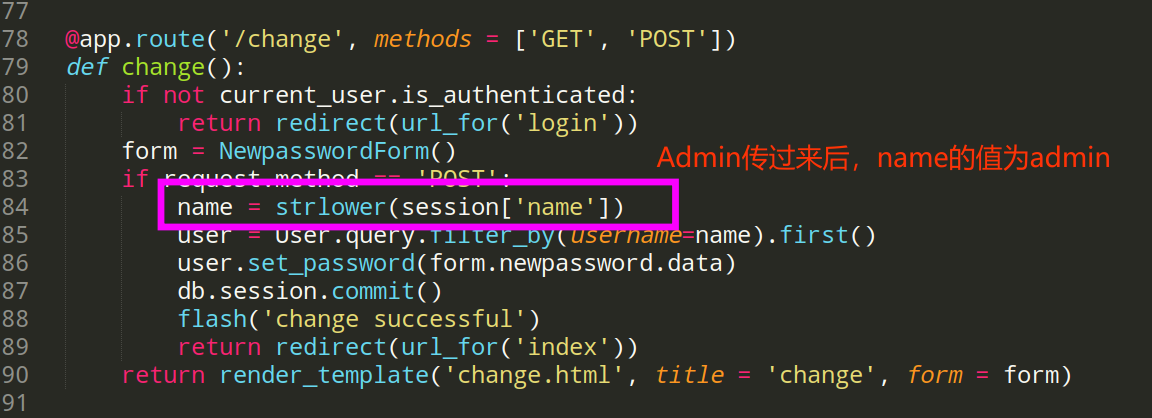 77
78 @app.route('/change', methods = ['GET', 'POST'])
79 def change():
80 if not current_user.is_authenticated:
81 return redirect(url_for('login'))
82 form = NewpasswordForm()
Admin传过来后，name的值为admin
83 if request.method == 'POST':
84 name = strlower(session['name'])
85 user = User.query.filter_by(username=name).first()
86 user.set_password(form.newpassword.data)
87 db.session.commit()
88 flash('change successful')
89 return redirect(url_for('index'))
90 return render_template('change.html', title = 'change', form = form)
91